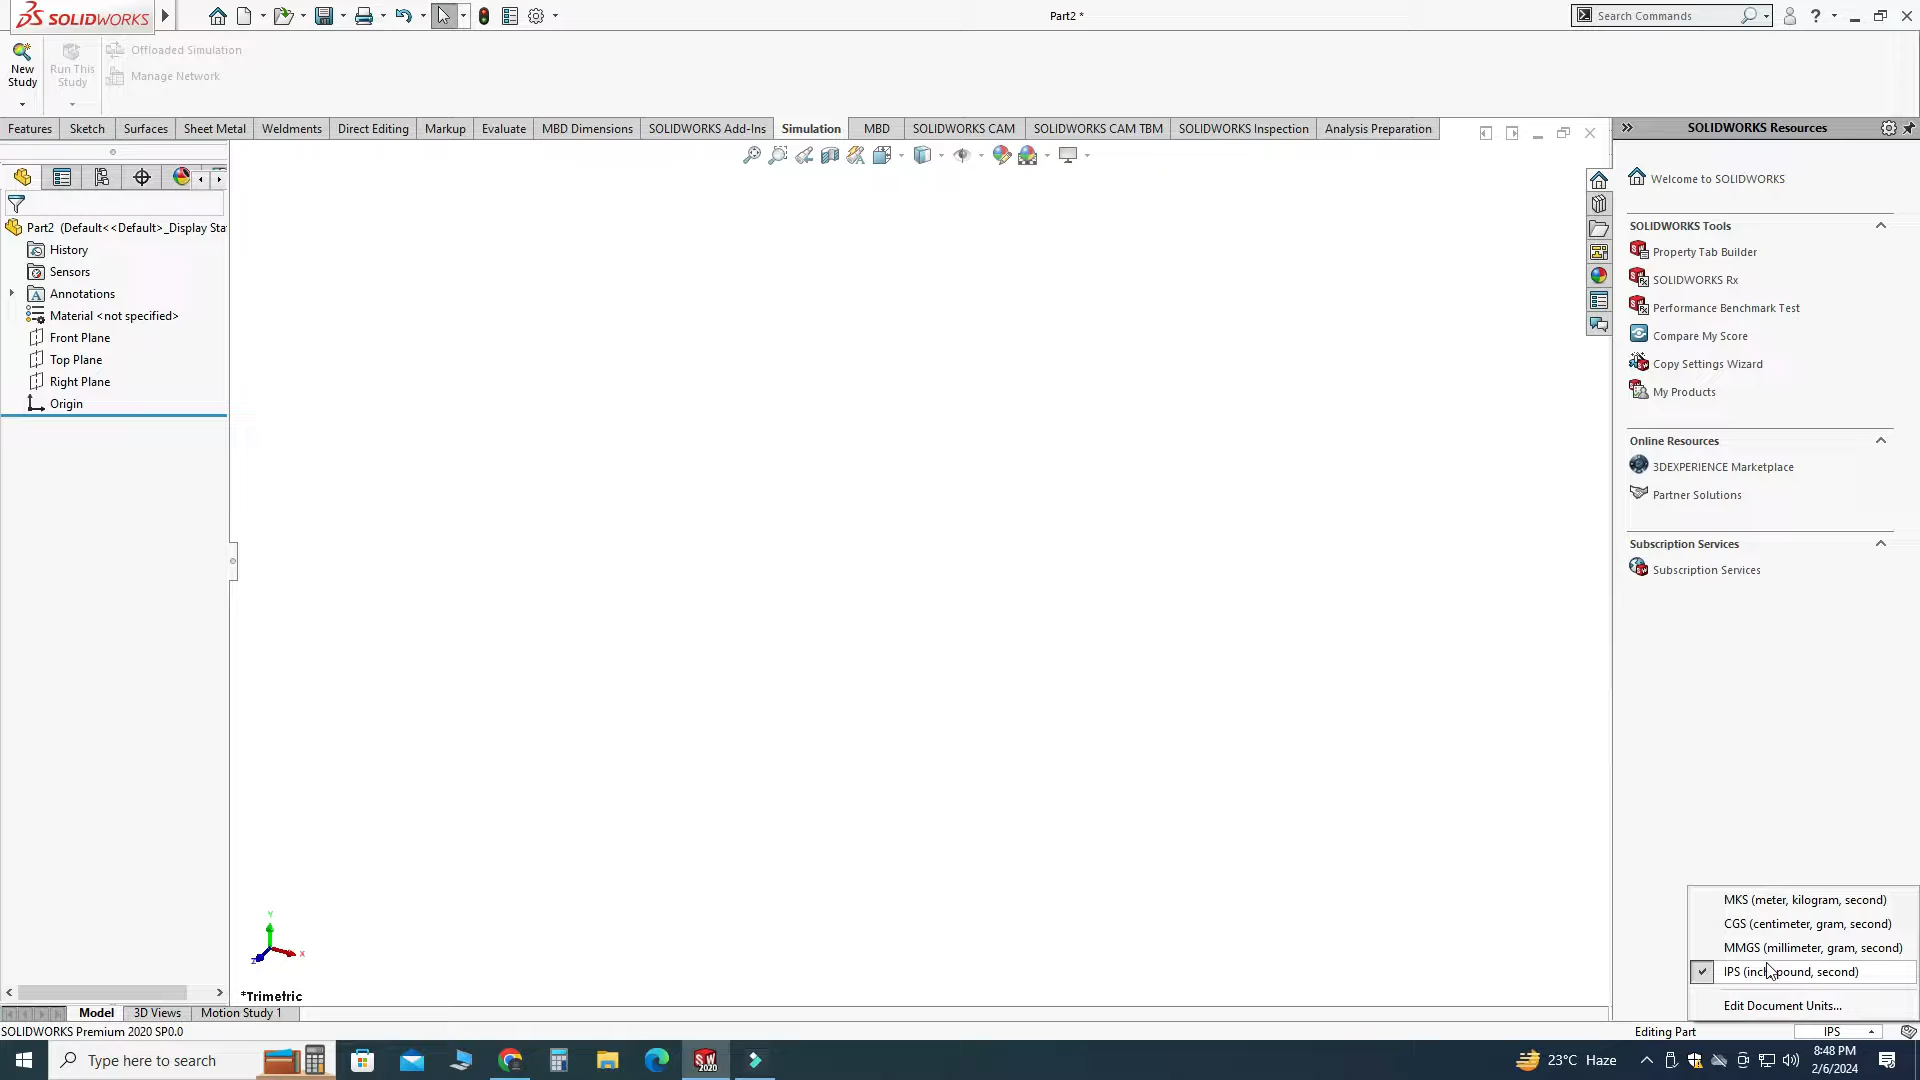 SOLIDWORKS
Part2 *
Search Commands
New Study
Run This Study
Offloaded Simulation
Manage Network
Features
Sketch
Surfaces
Sheet Metal
Weldments
Direct Editing
Markup
Evaluate
MBD Dimensions
SOLIDWORKS Add-Ins
Simulation
MBD
SOLIDWORKS CAM
SOLIDWORKS CAM TBM
SOLIDWORKS Inspection
Analysis Preparation
SOLIDWORKS Resources
Part2 (Default<<Default>_Display Sta
History
Sensors
Annotations
Material <not specified>
Front Plane
Top Plane
Right Plane
Origin
Welcome to SOLIDWORKS
SOLIDWORKS Tools
Property Tab Builder
SOLIDWORKS Rx
Performance Benchmark Test
Compare My Score
Copy Settings Wizard
My Products
Online Resources
3DEXPERIENCE Marketplace
Partner Solutions
Subscription Services
Subscription Services
MKS (meter, kilogram, second)
CGS (centimeter, gram, second)
MMGS (millimeter, gram, second)
IPS (inch, pound, second)
Edit Document Units...
Y
X
Z
*Trimetric
Model
3D Views
Motion Study 1
SOLIDWORKS Premium 2020 SP0.0
Editing Part
IPS
Type here to search
SW
2020
23°C Haze
8:48 PM
2/6/2024